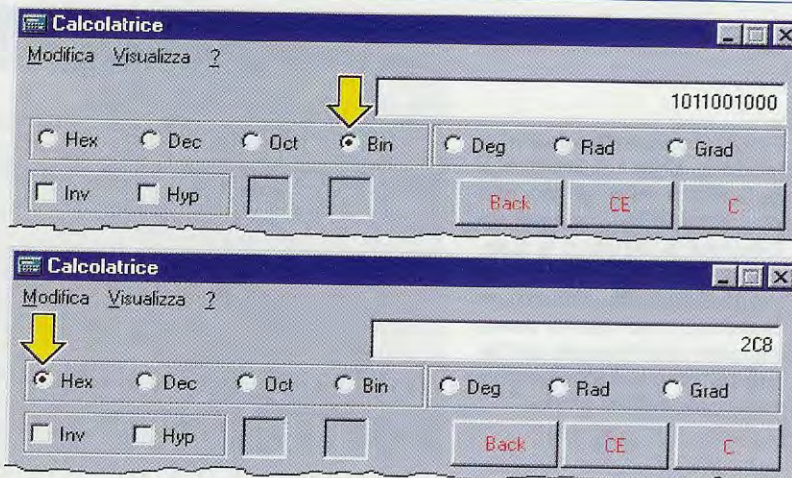 Calcolatrice
Modifica Visualizza ?
1011001000
Hex Dec Oct Bin Deg Rad Grad
Inv Hyp Back CE C
Calcolatrice
Modifica Visualizza ?
2C8
Hex Dec Oct Bin Deg Rad Grad
Inv Hyp Back CE C